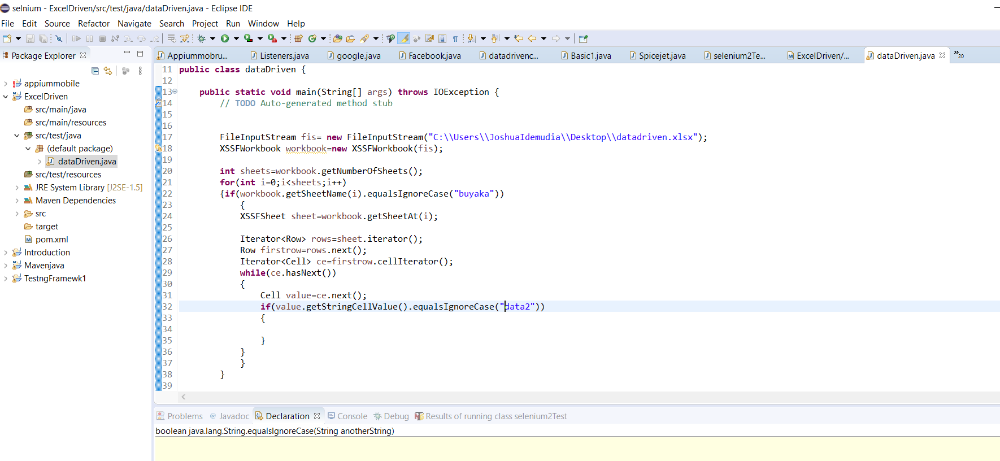 selnium - ExcelDriven/src/test/java/dataDriven.java - Eclipse IDE
File Edit Source Refactor Navigate Search Project Run Window Help
Package Explorer
appiummobile
ExcelDriven
src/main/java
src/main/resources
src/test/java
(default package)
dataDriven.java
src/test/resources
JRE System Library [J2SE-1.5]
Maven Dependencies
src
target
pom.xml
Introduction
Mavenjava
TestngFramewk1
Appiummobru... Listeners.java google.java Facebook.java datadrivenc... Basic1.java Spicejet.java selenium2Te... ExcelDriven/... dataDriven.java 20
11 public class dataDriven {
12
13 public static void main(String[] args) throws IOException {
14 // TODO Auto-generated method stub
15
16
17 FileInputStream fis= new FileInputStream("C:\\Users\\JoshuaIdemudia\\Desktop\\datadriven.xlsx");
18 XSSFWorkbook workbook=new XSSFWorkbook(fis);
19
20 int sheets=workbook.getNumberOfSheets();
21 for(int i=0;i<sheets;i++)
22 {if(workbook.getSheetName(i).equalsIgnoreCase("buyaka"))
23 {
24 XSSFSheet sheet=workbook.getSheetAt(i);
25
26 Iterator<Row> rows=sheet.iterator();
27 Row firstrow=rows.next();
28 Iterator<Cell> ce=firstrow.cellIterator();
29 while(ce.hasNext())
30 {
31 Cell value=ce.next();
32 if(value.getStringCellValue().equalsIgnoreCase("data2"))
33 {
34
35 }
36 }
37 }
38 }
39
Problems @ Javadoc Declaration Console Debug Results of running class selenium2Test
boolean java.lang.String.equalsIgnoreCase(String anotherString)